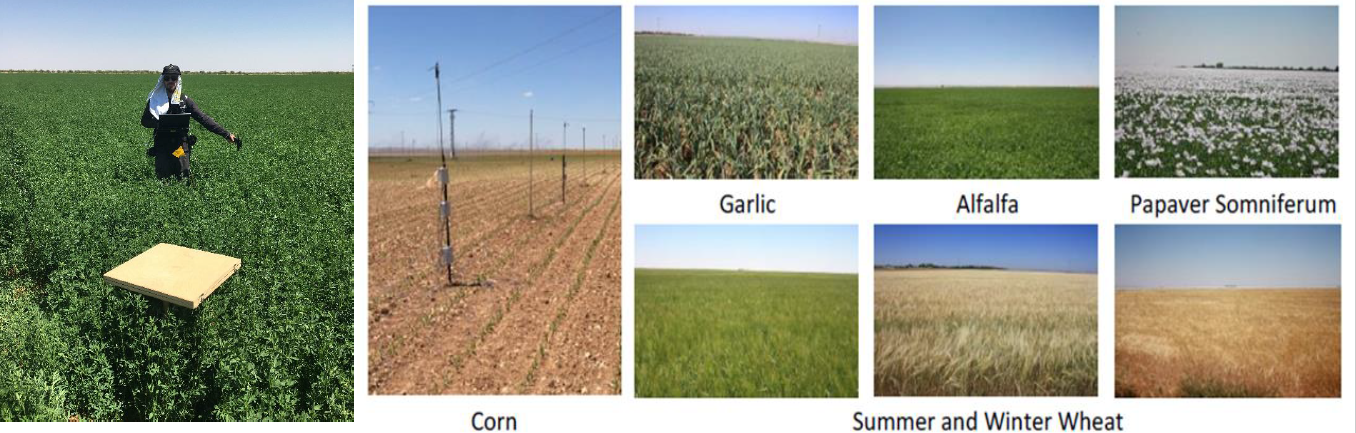 Garlic
Alfalfa
Papaver Somniferum
Corn
Summer and Winter Wheat